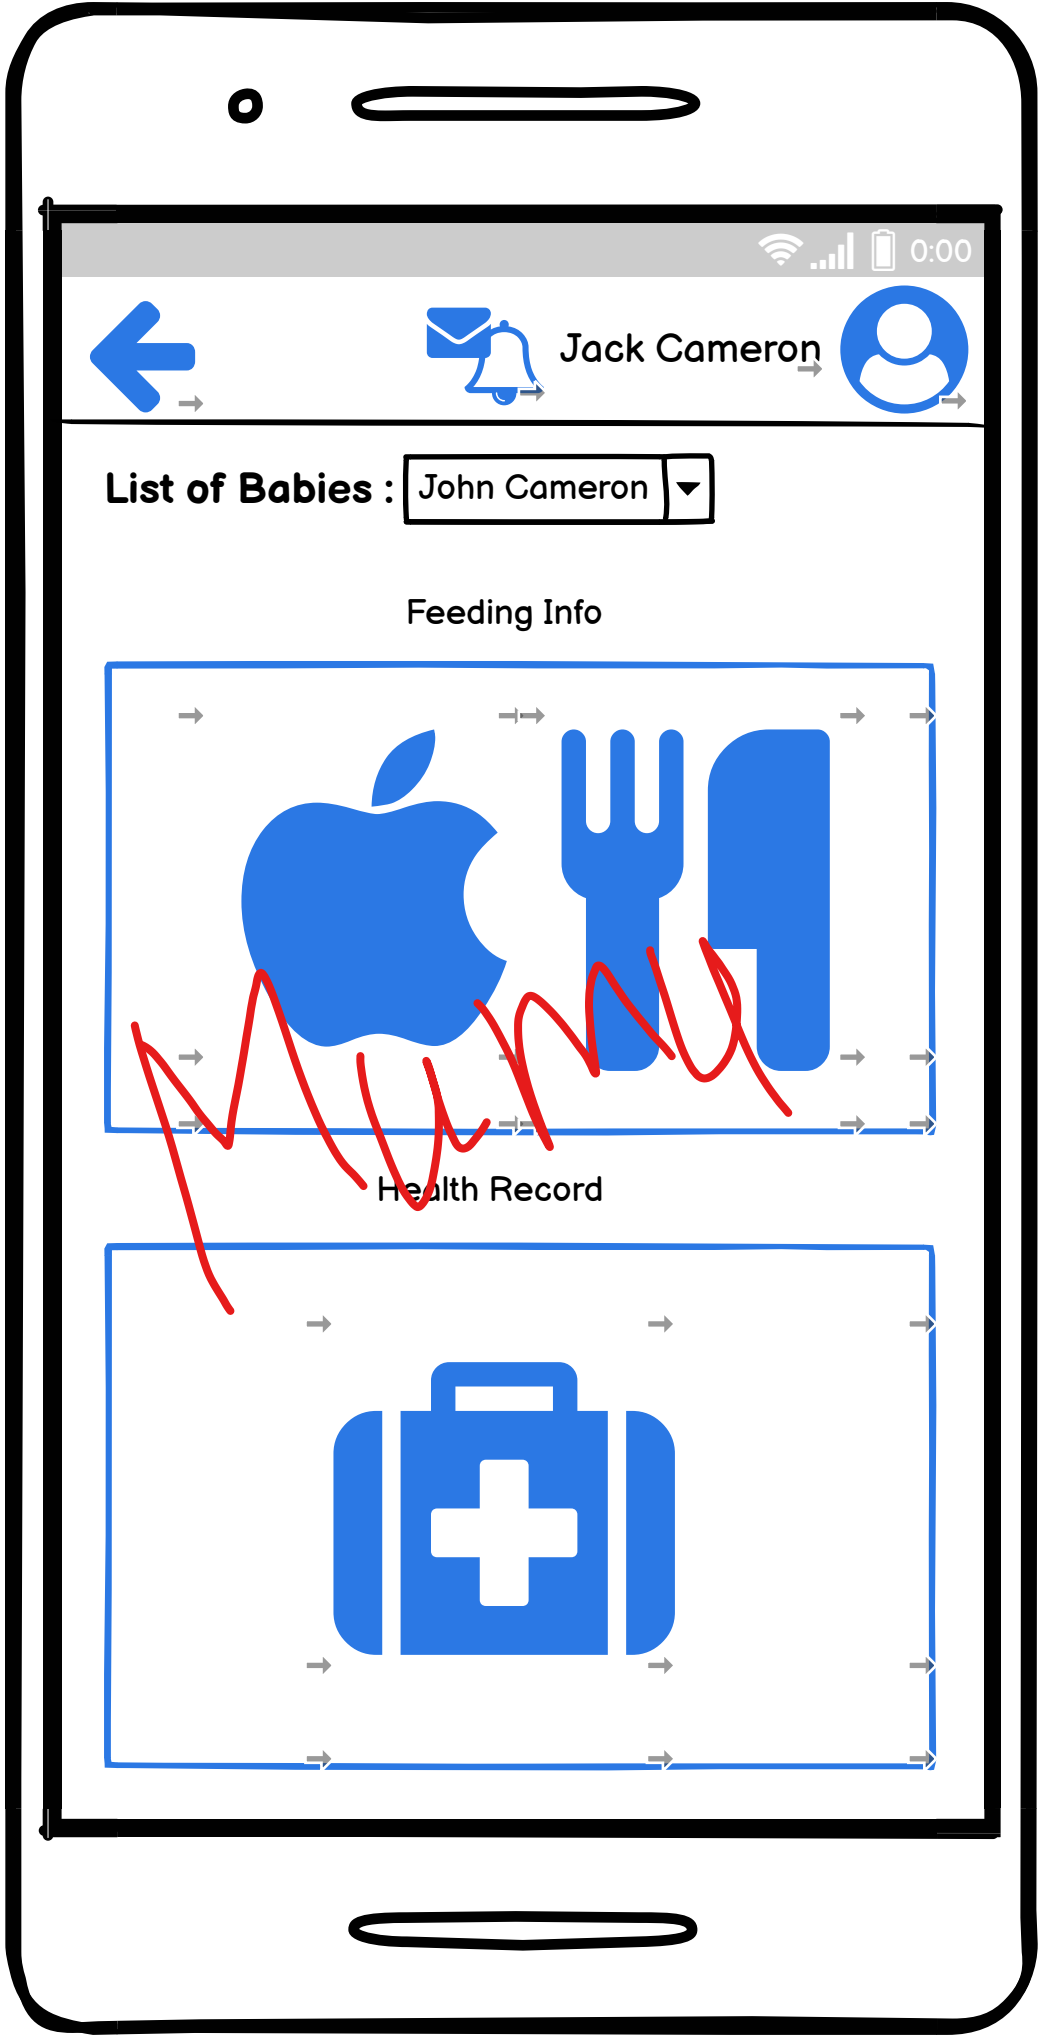 0:00
Jack Cameron
List of Babies : John Cameron
Feeding Info
Health Record